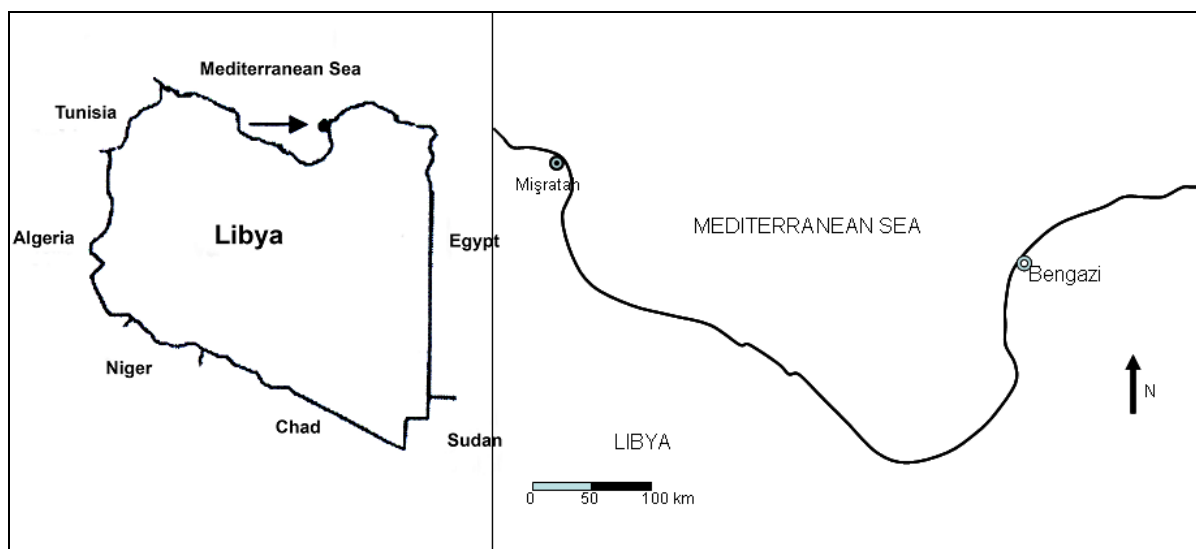 Mediterranean Sea
Tunisia
Algeria
Libya
Egypt
Niger
Chad
Sudan
Mişratah
MEDITERRANEAN SEA
Bengazi
N
LIBYA
0 50 100 km